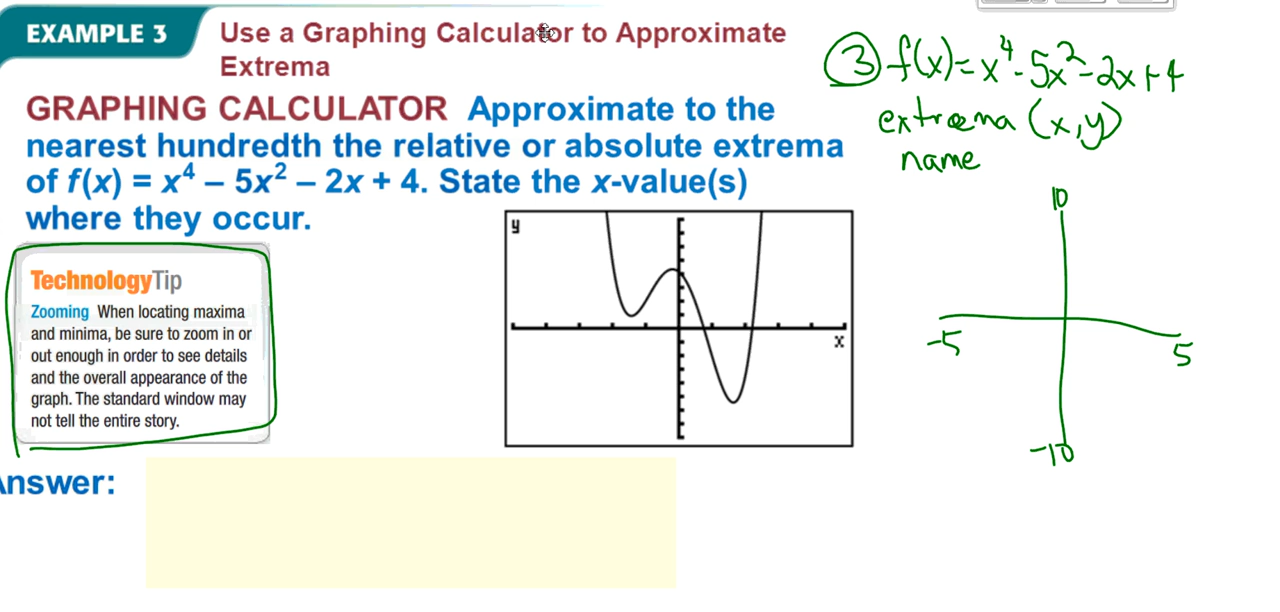 EXAMPLE 3
Use a Graphing Calculator to Approximate
Extrema
GRAPHING CALCULATOR Approximate to the
nearest hundredth the relative or absolute extrema
of f(x) = x⁴ – 5x² – 2x + 4. State the x-value(s)
where they occur.
TechnologyTip
Zooming When locating maxima
and minima, be sure to zoom in or
out enough in order to see details
and the overall appearance of the
graph. The standard window may
not tell the entire story.
y
x
nswer:
③ f(x) = x⁴ - 5x² - 2x + 4
extrema (x,y)
name
10
-5
5
-10